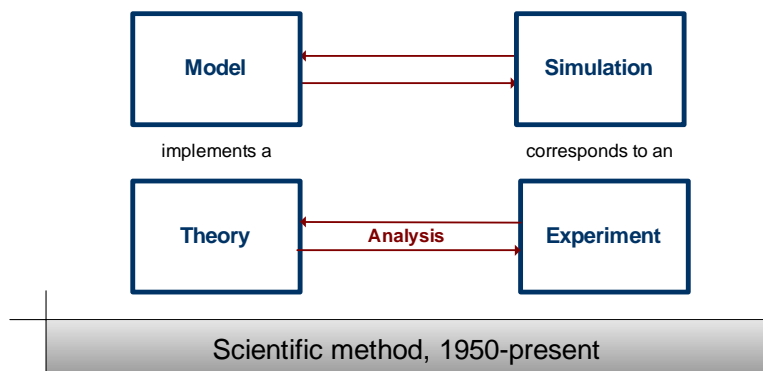 Model
Simulation
implements a
corresponds to an
Theory
Analysis
Experiment
Scientific method, 1950-present